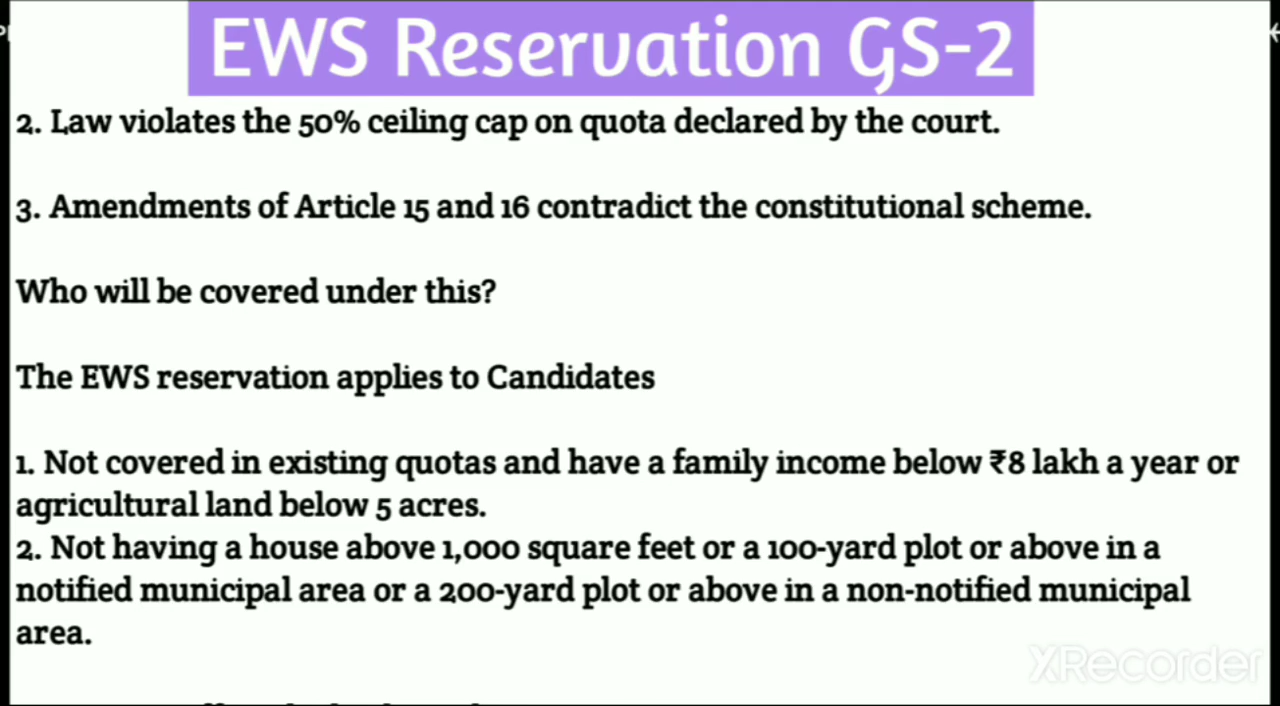 EWS Reservation GS-2
2. Law violates the 50% ceiling cap on quota declared by the court.
3. Amendments of Article 15 and 16 contradict the constitutional scheme.
Who will be covered under this?
The EWS reservation applies to Candidates
1. Not covered in existing quotas and have a family income below ₹8 lakh a year or
agricultural land below 5 acres.
2. Not having a house above 1,000 square feet or a 100-yard plot or above in a
notified municipal area or a 200-yard plot or above in a non-notified municipal
area.
XRecorder